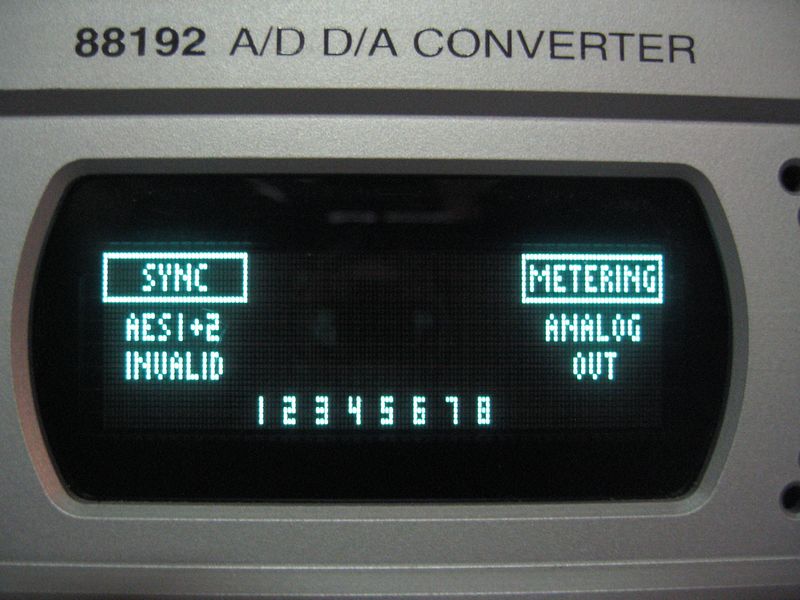 88192 A/D D/A CONVERTER
SYNC
METERING
AES1+2
ANALOG
INVALID
OUT
1 2 3 4 5 6 7 8